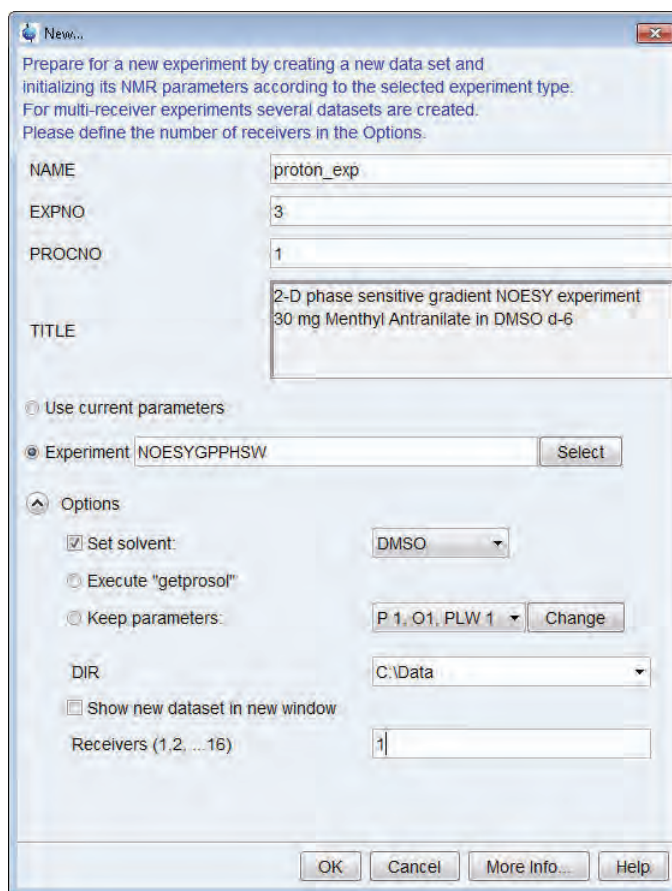 New...
Prepare for a new experiment by creating a new data set and
initializing its NMR parameters according to the selected experiment type.
For multi-receiver experiments several datasets are created.
Please define the number of receivers in the Options.
NAME proton_exp
EXPNO 3
PROCNO 1
TITLE 2-D phase sensitive gradient NOESY experiment
30 mg Menthyl Antranilate in DMSO d-6
Use current parameters
Experiment NOESYGPPHSW Select
Options
Set solvent: DMSO
Execute "getprosol"
Keep parameters: P 1, O1, PLW 1 Change
DIR C:\Data
Show new dataset in new window
Receivers (1,2, ...16) 1
OK Cancel More Info... Help